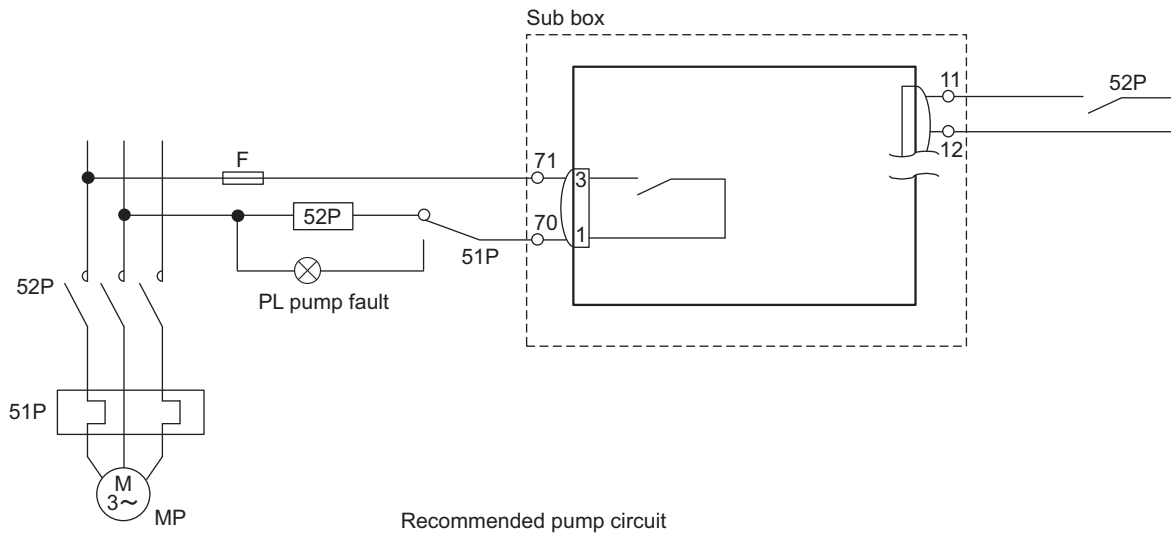 Sub box
11
52P
12
F
71
3
52P
70
1
51P
PL pump fault
52P
51P
M
3～
MP
Recommended pump circuit